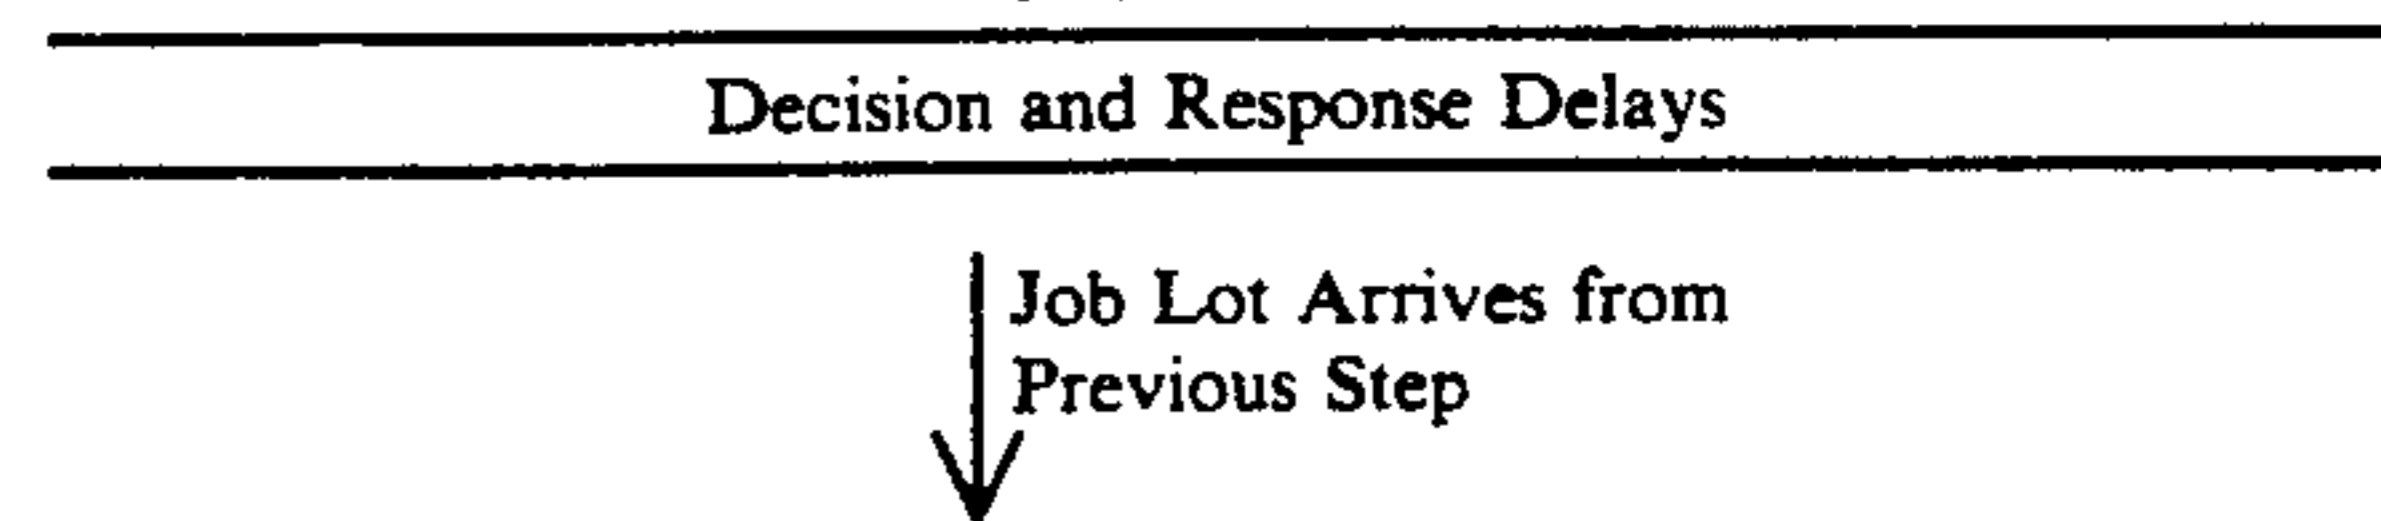 Decision and Response Delays
Job Lot Arrives from
Previous Step